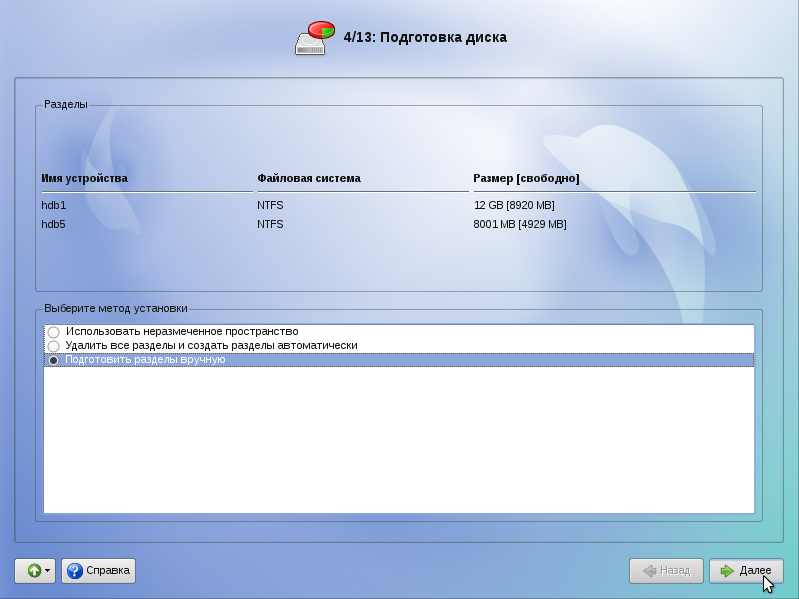 4/13: Подготовка диска
Разделы
Имя устройства Файловая система Размер [свободно]
hdb1 NTFS 12 GB [8920 MB]
hdb5 NTFS 8001 MB [4929 MB]
Выберите метод установки
Использовать неразмеченное пространство
Удалить все разделы и создать разделы автоматически
Подготовить разделы вручную
Справка Назад Далее